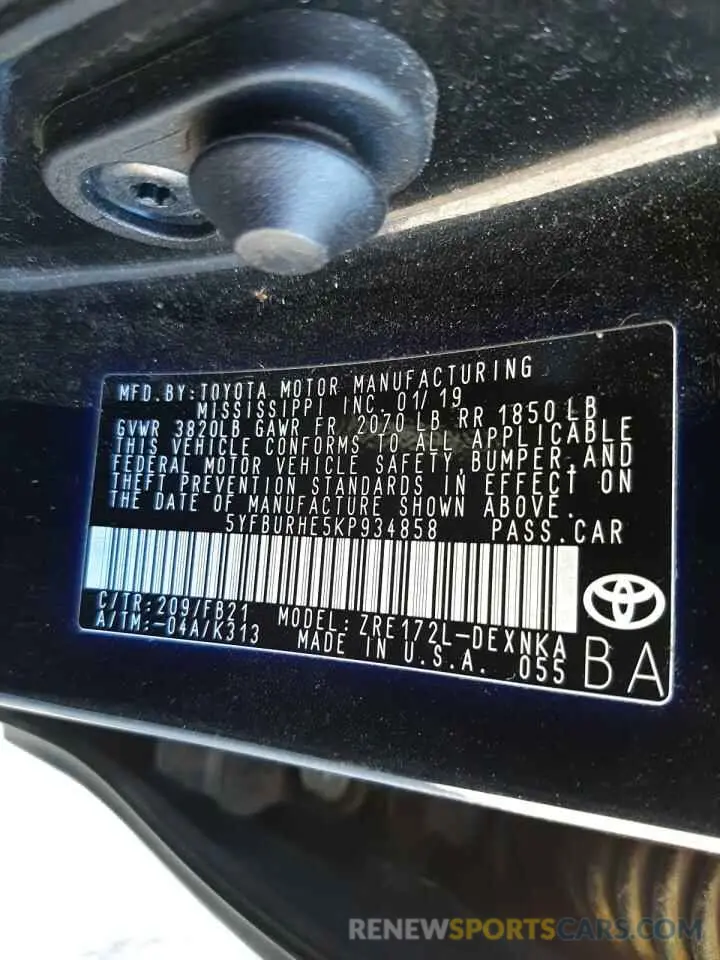 MFD. BY: TOYOTA MOTOR MANUFACTURING
MISSISSIPPI INC. 01/19
GVWR 3820LB GAWR FR 2070 LB RR 1850 LB
THIS VEHICLE CONFORMS TO ALL APPLICABLE
FEDERAL MOTOR VEHICLE SAFETY, BUMPER, AND
THEFT PREVENTION STANDARDS IN EFFECT ON
THE DATE OF MANUFACTURE SHOWN ABOVE.
5YFBURHE5KP934858 PASS. CAR
C/TR: 209/FB21 MODEL: ZRE172L-DEXNKA
A/TM: -04A/K313 MADE IN U.S.A. 055 BA
RENEWSPORTSCARS.COM